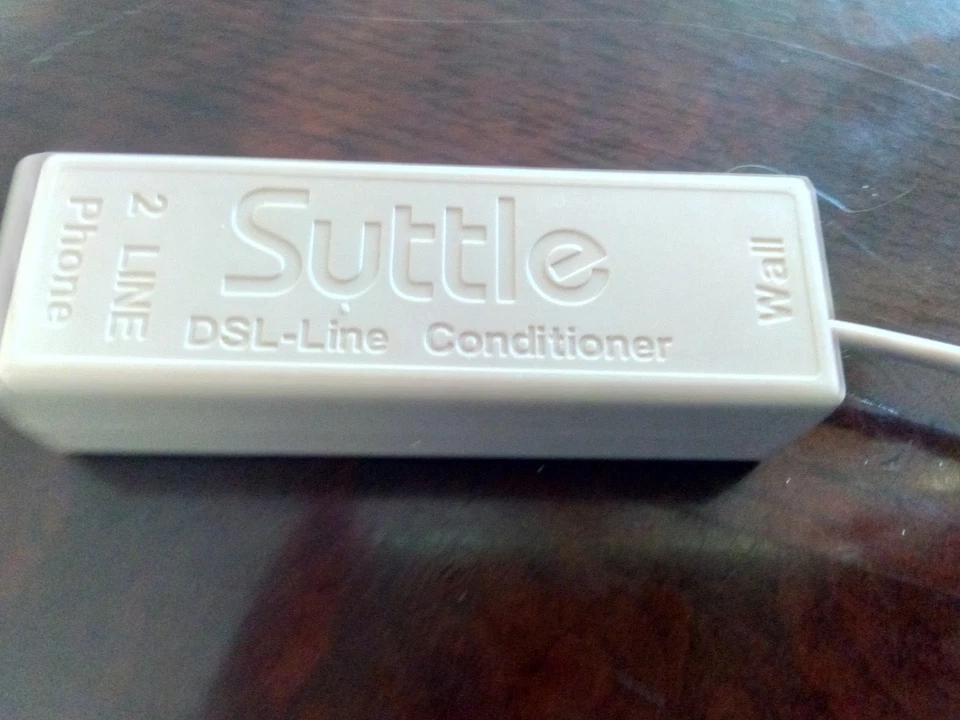 Suttle
DSL-Line Conditioner
2 LINE
Phone
Wall